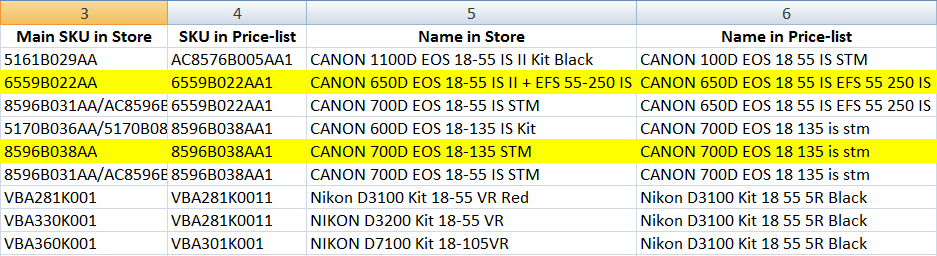 3 4 5 6
Main SKU in Store SKU in Price-list Name in Store Name in Price-list
5161B029AA AC8576B005AA1 CANON 1100D EOS 18-55 IS II Kit Black CANON 100D EOS 18 55 IS STM
6559B022AA 6559B022AA1 CANON 650D EOS 18-55 IS II + EFS 55-250 IS CANON 650D EOS 18 55 IS EFS 55 250 IS
8596B031AA/AC8596B 6559B022AA1 CANON 700D EOS 18-55 IS STM CANON 650D EOS 18 55 IS EFS 55 250 IS
5170B036AA/5170B08 8596B038AA1 CANON 600D EOS 18-135 IS Kit CANON 700D EOS 18 135 is stm
8596B038AA 8596B038AA1 CANON 700D EOS 18-135 STM CANON 700D EOS 18 135 is stm
8596B031AA/AC8596B 8596B038AA1 CANON 700D EOS 18-55 IS STM CANON 700D EOS 18 135 is stm
VBA281K001 VBA281K0011 Nikon D3100 Kit 18-55 VR Red Nikon D3100 Kit 18 55 5R Black
VBA330K001 VBA281K0011 NIKON D3200 Kit 18-55 VR Nikon D3100 Kit 18 55 5R Black
VBA360K001 VBA301K001 NIKON D7100 Kit 18-105VR Nikon D3100 Kit 18 55 5R Black